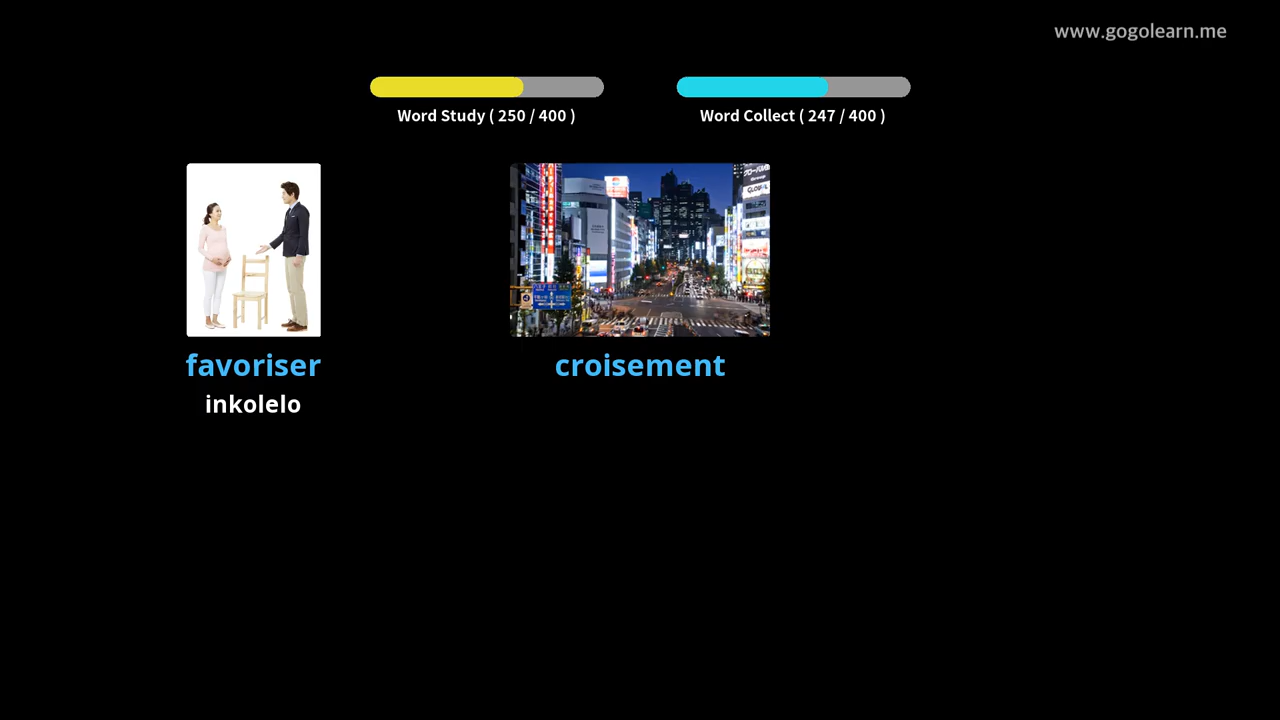 www.gogolearn.me
Word Study ( 250 / 400 )
Word Collect ( 247 / 400 )
favoriser
inkolelo
croisement